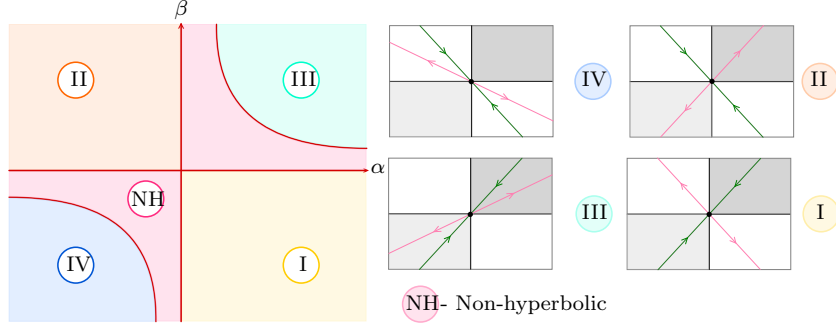 β
II
III
IV
II
α
NH
III
I
IV
I
NH- Non-hyperbolic